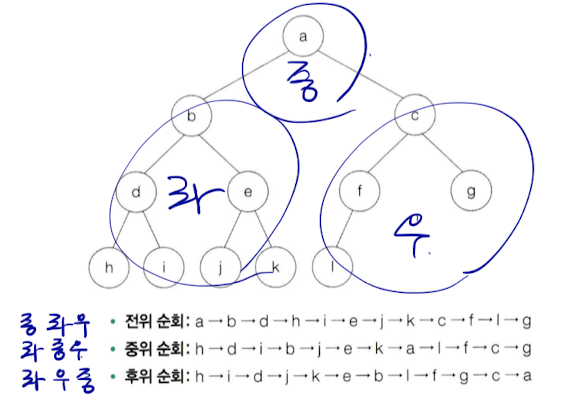 a
중
b
c
d
좌
e
f
g
우
h
i
j
k
l
중 좌 우 • 전위 순회: a→b→d→h→i→e→j→k→c→f→l→g
좌 중 우 • 중위 순회: h→d→i→b→j→e→k→a→l→f→c→g
좌 우 중 • 후위 순회: h→i→d→j→k→e→b→l→f→g→c→a